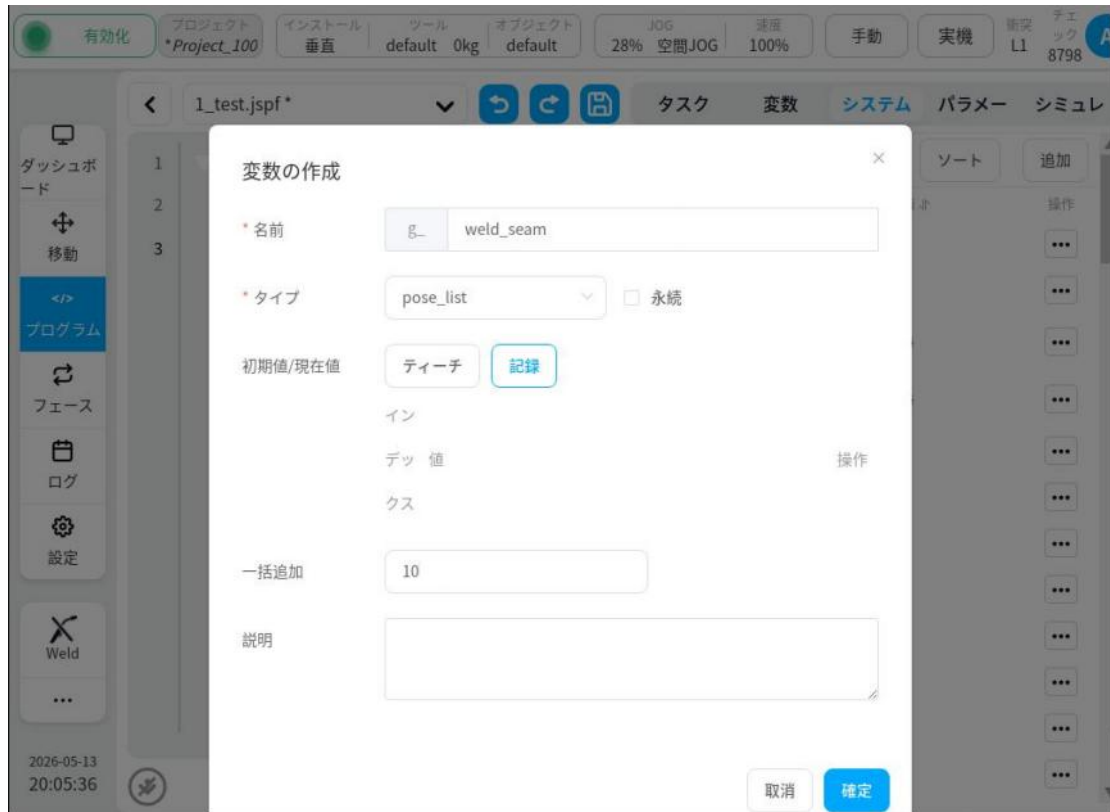 有効化
プロジェクト
*Project_100
インストール
垂直
ツール
default 0kg
オブジェクト
default
JOG
28% 空間JOG
速度
100%
手動
実機
衝突
L1
チェ
ック
8798
A
1_test.jspf *
タスク
変数
システム
パラメー
シミュレ
ダッシュボ
ード
移動
</>
プログラム
フェース
ログ
設定
Weld
...
2026-05-13
20:05:36
1
2
3
ソート
追加
操作
変数の作成
* 名前
g_
weld_seam
* タイプ
pose_list
永続
初期値/現在値
ティーチ
記録
イン
デッ 値 操作
クス
一括追加
10
説明
取消
確定